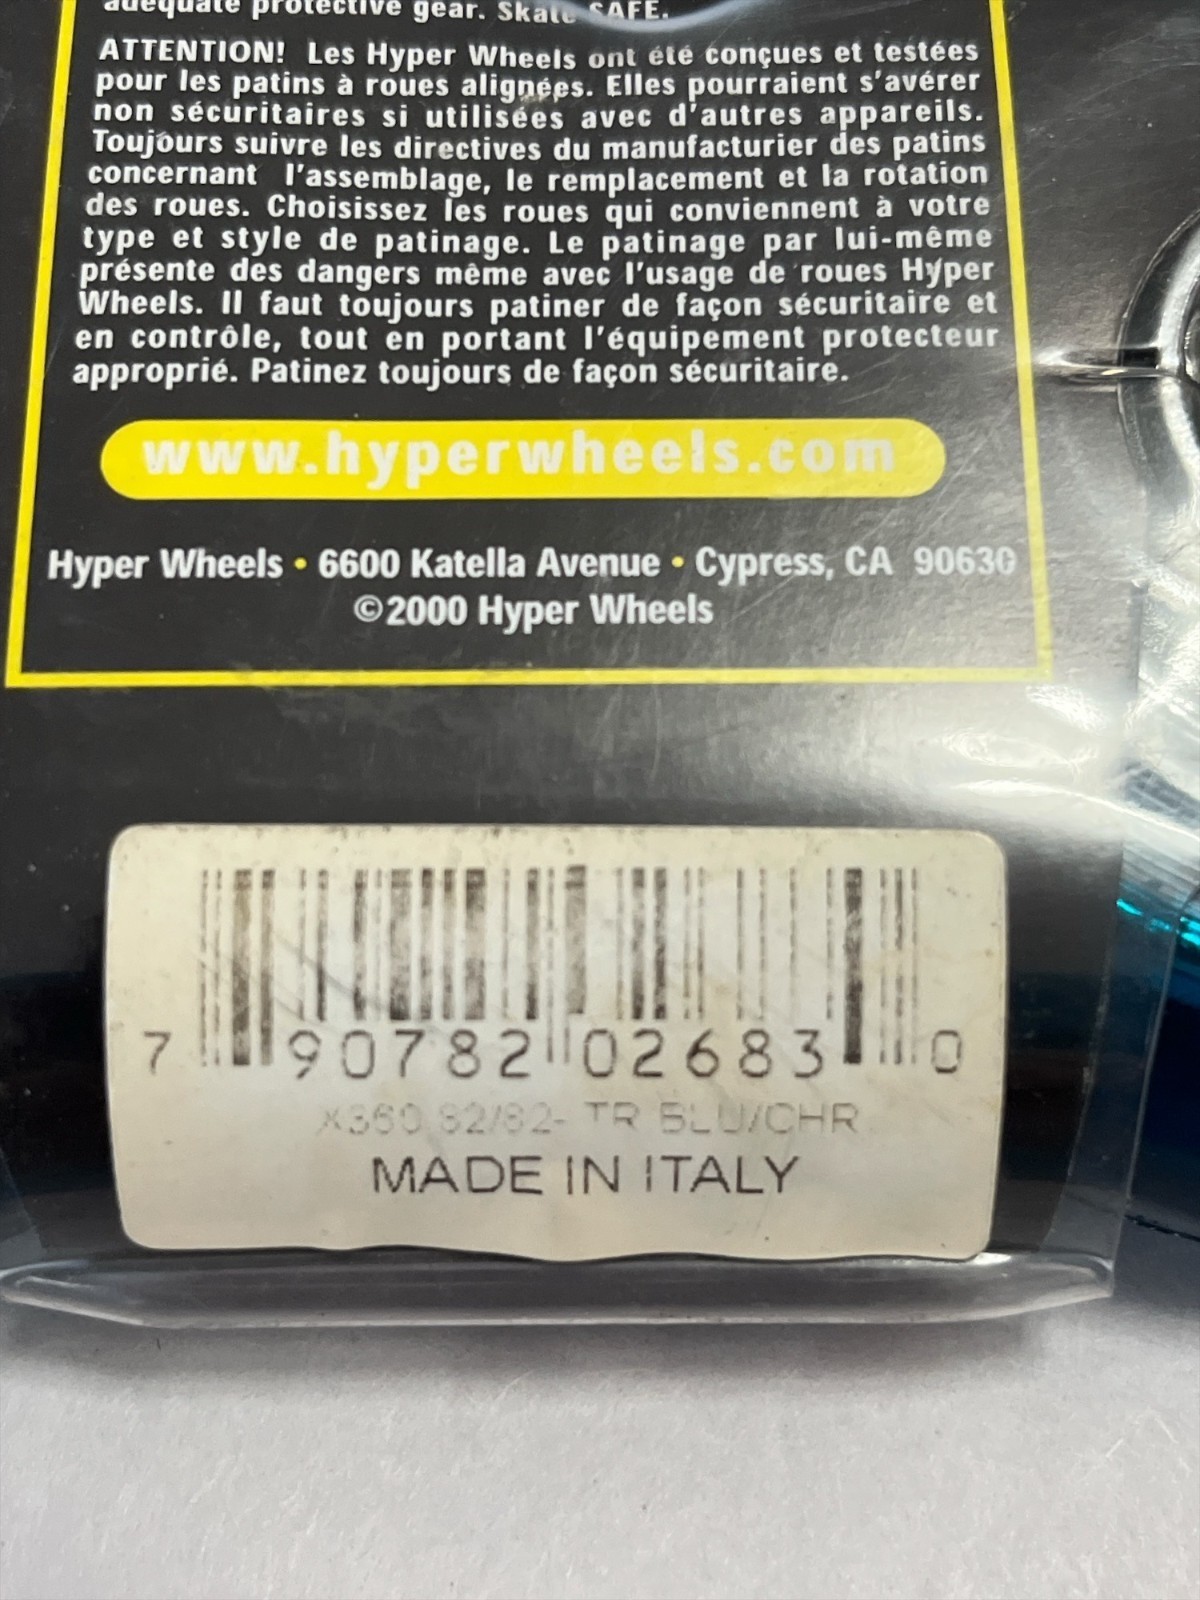 adequate protective gear. Skate SAFE.
ATTENTION! Les Hyper Wheels ont été conçues et testées
pour les patins à roues alignées. Elles pourraient s'avérer
non sécuritaires si utilisées avec d'autres appareils.
Toujours suivre les directives du manufacturier des patins
concernant l'assemblage, le remplacement et la rotation
des roues. Choisissez les roues qui conviennent à votre
type et style de patinage. Le patinage par lui-même
présente des dangers même avec l'usage de roues Hyper
Wheels. Il faut toujours patiner de façon sécuritaire et
en contrôle, tout en portant l'équipement protecteur
approprié. Patinez toujours de façon sécuritaire.
www.hyperwheels.com
Hyper Wheels • 6600 Katella Avenue • Cypress, CA 90630
©2000 Hyper Wheels
7 90782 02683 0
X360 82/82- TR BLU/CHR
MADE IN ITALY